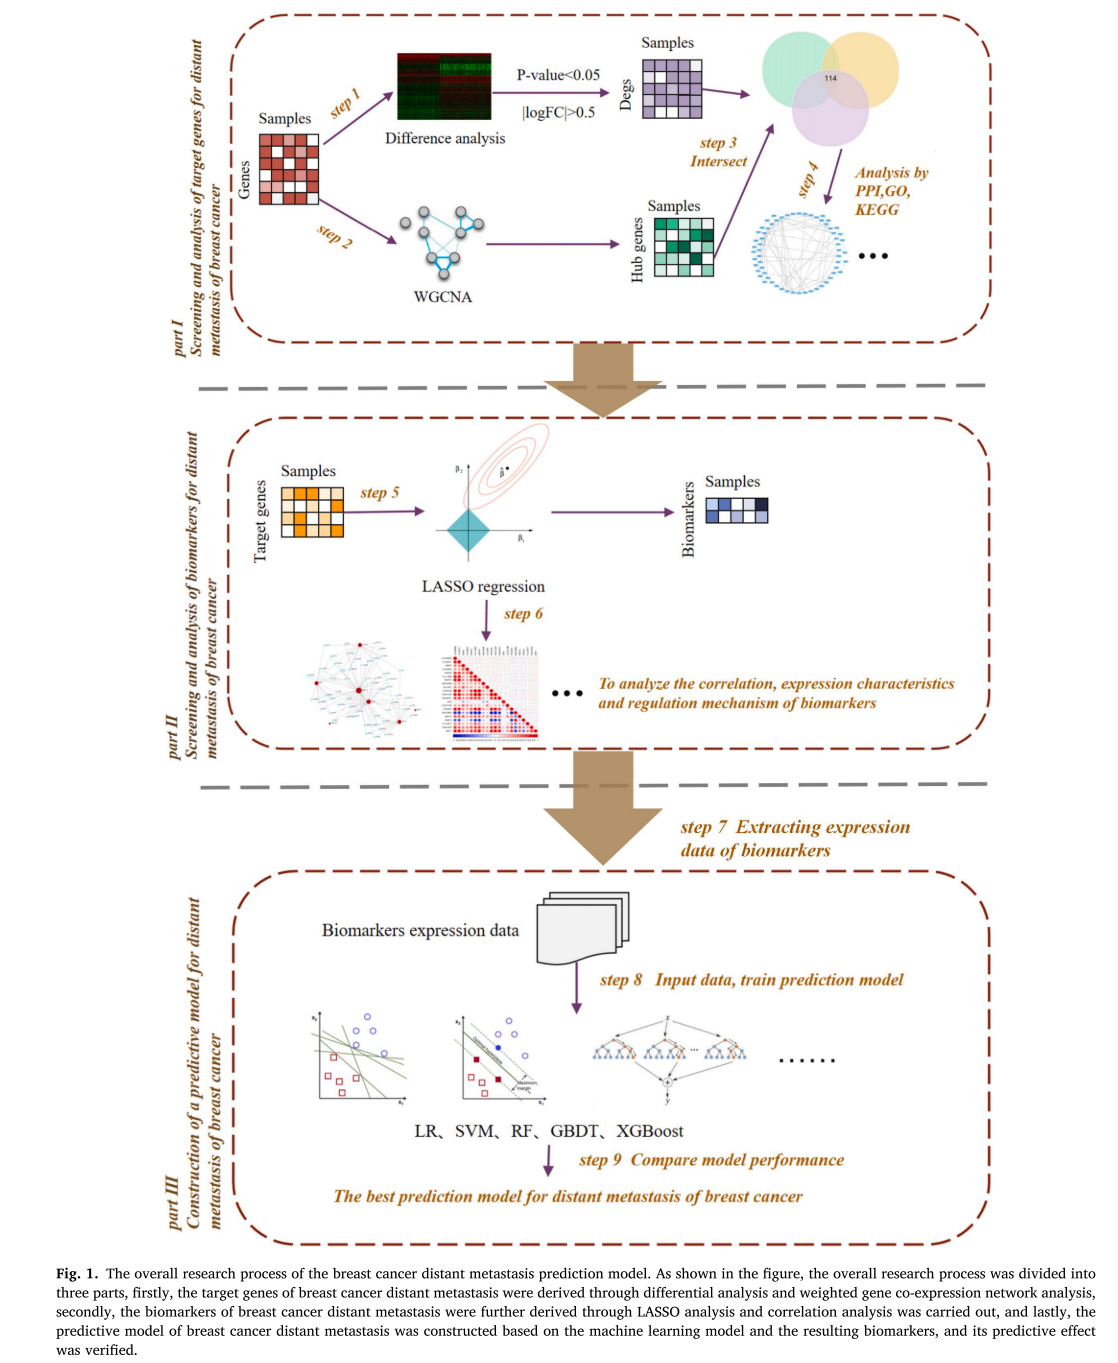 part I
Screening and analysis of target genes for distant
metastasis of breast cancer
Samples
Genes
step 1
step 2
Difference analysis
WGCNA
P-value<0.05
|logFC|>0.5
Samples
Degs
114
step 3
Intersect
step 4
Analysis by
PPI,GO,
KEGG
Samples
Hub genes
part II
Screening and analysis of biomarkers for distant
metastasis of breast cancer
Samples
Target genes
step 5
β₂
β̂
β₁
LASSO regression
Samples
Biomarkers
step 6
To analyze the correlation, expression characteristics
and regulation mechanism of biomarkers
step 7 Extracting expression
data of biomarkers
part III
Construction of a predictive model for distant
metastasis of breast cancer
Biomarkers expression data
step 8 Input data, train prediction model
x₂
x₁
x₂
Optimal hyperplane
Maximum
margin
x₁
x
...
+
y
......
LR、SVM、RF、GBDT、XGBoost
step 9 Compare model performance
The best prediction model for distant metastasis of breast cancer
Fig. 1. The overall research process of the breast cancer distant metastasis prediction model. As shown in the figure, the overall research process was divided into
three parts, firstly, the target genes of breast cancer distant metastasis were derived through differential analysis and weighted gene co-expression network analysis,
secondly, the biomarkers of breast cancer distant metastasis were further derived through LASSO analysis and correlation analysis was carried out, and lastly, the
predictive model of breast cancer distant metastasis was constructed based on the machine learning model and the resulting biomarkers, and its predictive effect
was verified.